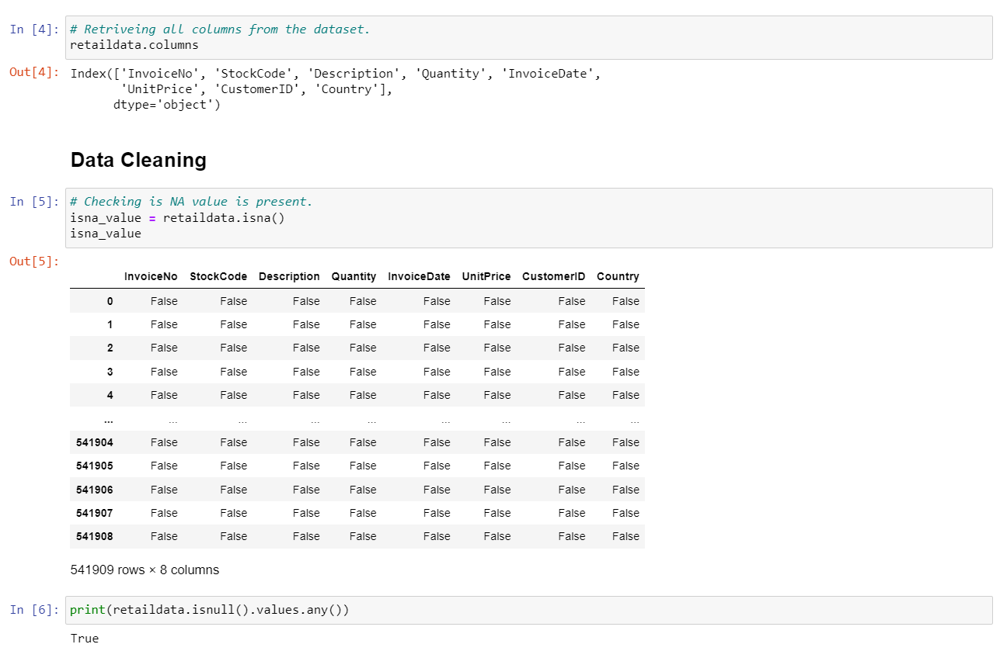 In [4]: # Retriveing all columns from the dataset.
retaildata.columns
Out[4]: Index(['InvoiceNo', 'StockCode', 'Description', 'Quantity', 'InvoiceDate',
'UnitPrice', 'CustomerID', 'Country'],
dtype='object')
Data Cleaning
In [5]: # Checking is NA value is present.
isna_value = retaildata.isna()
isna_value
Out[5]:
InvoiceNo StockCode Description Quantity InvoiceDate UnitPrice CustomerID Country
0 False False False False False False False False
1 False False False False False False False False
2 False False False False False False False False
3 False False False False False False False False
4 False False False False False False False False
... ... ... ... ... ... ... ... ...
541904 False False False False False False False False
541905 False False False False False False False False
541906 False False False False False False False False
541907 False False False False False False False False
541908 False False False False False False False False
541909 rows × 8 columns
In [6]: print(retaildata.isnull().values.any())
True